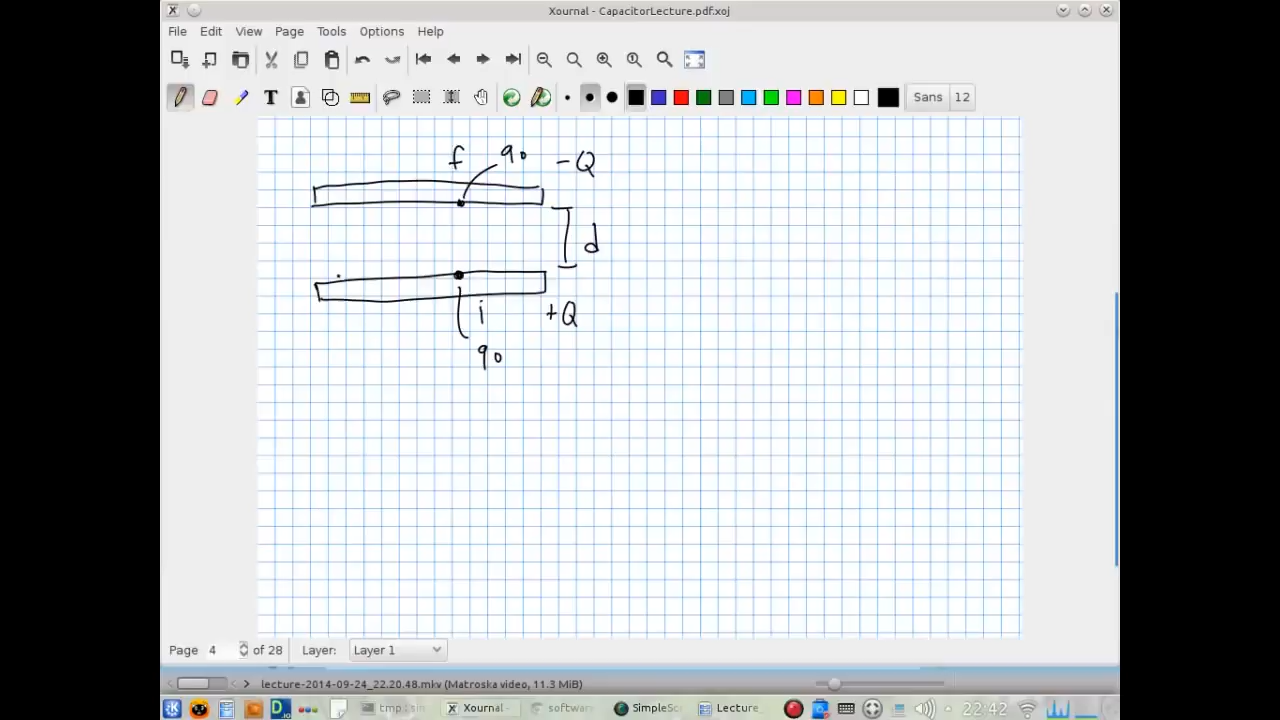 Xournal - CapacitorLecture.pdf.xoj
File Edit View Page Tools Options Help
T Sans 12
f q0 -Q
d
i +Q
q0
Page 4 of 28 Layer: Layer 1
lecture-2014-09-24_22.20.48.mkv (Matroska video, 11.3 MiB)
tmp : Xournal - softwar SimpleSc Lecture 22:42